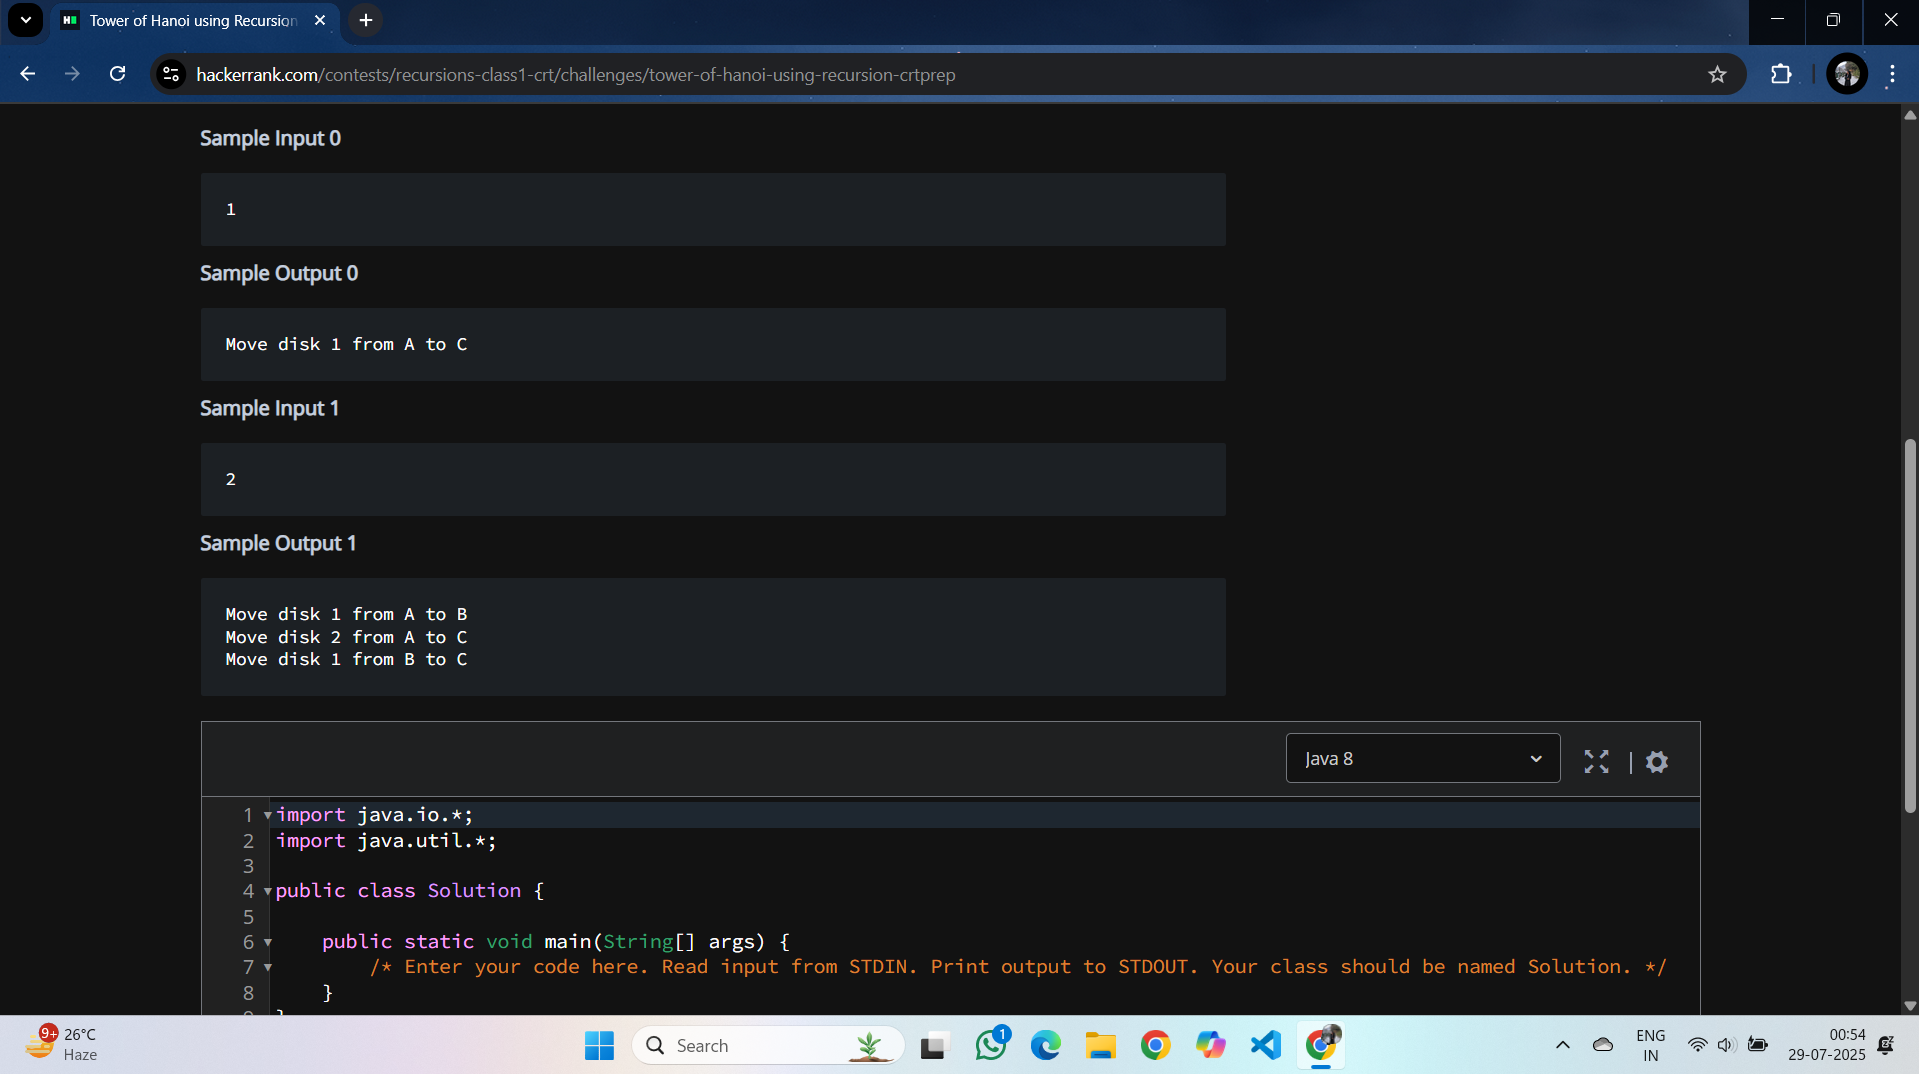 Tower of Hanoi using Recursion
hackerrank.com/contests/recursions-class1-crt/challenges/tower-of-hanoi-using-recursion-crtprep
Sample Input 0
1
Sample Output 0
Move disk 1 from A to C
Sample Input 1
2
Sample Output 1
Move disk 1 from A to B
Move disk 2 from A to C
Move disk 1 from B to C
Java 8
1 import java.io.*;
2 import java.util.*;
3
4 public class Solution {
5
6 public static void main(String[] args) {
7 /* Enter your code here. Read input from STDIN. Print output to STDOUT. Your class should be named Solution. */
8 }
9+
26°C
Haze
Search
1
ENG
IN
00:54
29-07-2025